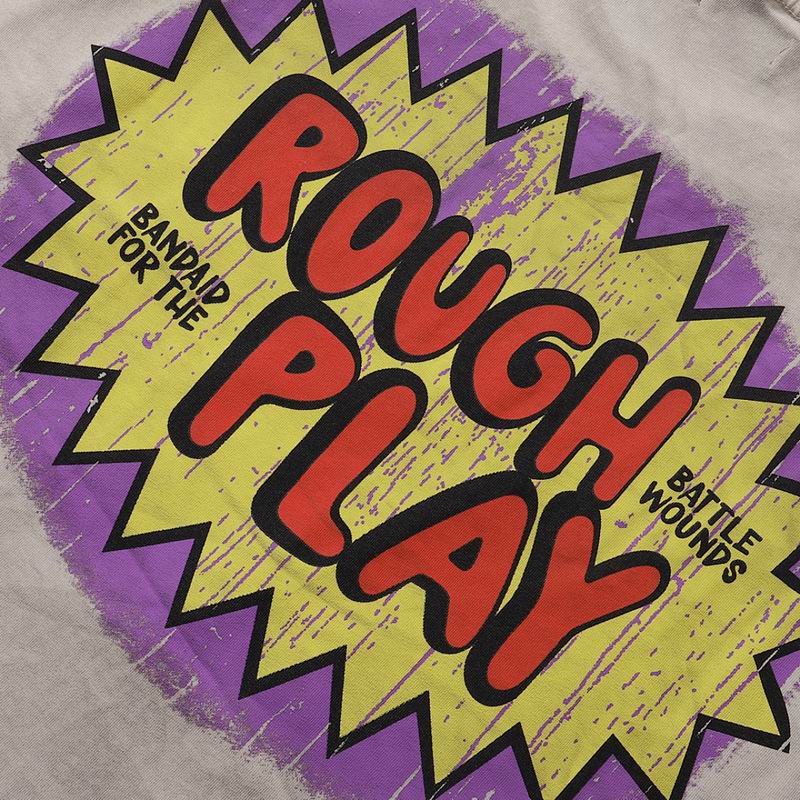 ROUGH
PLAY
BANDAID
FOR THE
BATTLE
WOUNDS